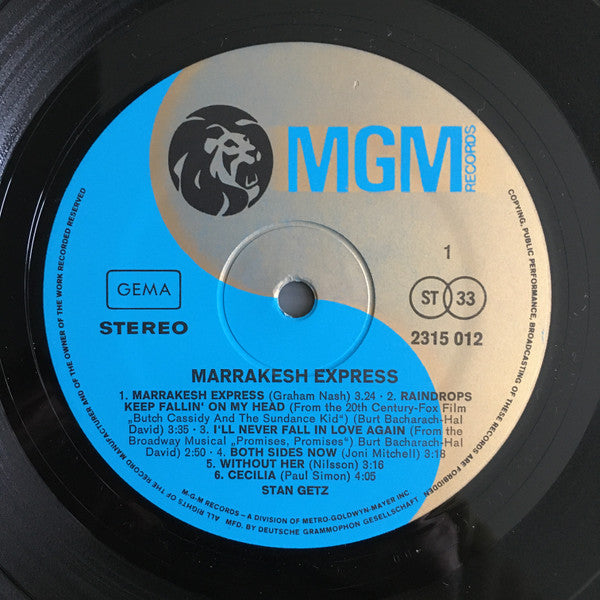 MGM
RECORDS
1
GEMA
STEREO
ST 33
2315 012
MARRAKESH EXPRESS
1. MARRAKESH EXPRESS (Graham Nash) 3.24 · 2. RAINDROPS
KEEP FALLIN' ON MY HEAD (From the 20th Century-Fox Film
„Butch Cassidy And The Sundance Kid“) (Burt Bacharach-Hal
David) 3:35 · 3. I'LL NEVER FALL IN LOVE AGAIN (From the
Broadway Musical „Promises, Promises“) Burt Bacharach-Hal
David) 2:50 · 4. BOTH SIDES NOW (Joni Mitchell) 3:18
5. WITHOUT HER (Nilsson) 3:16
6. CECILIA (Paul Simon) 4:05
STAN GETZ
ALL RIGHTS OF THE RECORD MANUFACTURER AND OF THE OWNER OF THE WORK RECORDED RESERVED
COPYING, PUBLIC PERFORMANCE, BROADCASTING OF THESE RECORDS ARE FORBIDDEN
M-G-M RECORDS – A DIVISION OF METRO-GOLDWYN-MAYER INC
MFD. BY DEUTSCHE GRAMMOPHON GESELLSCHAFT